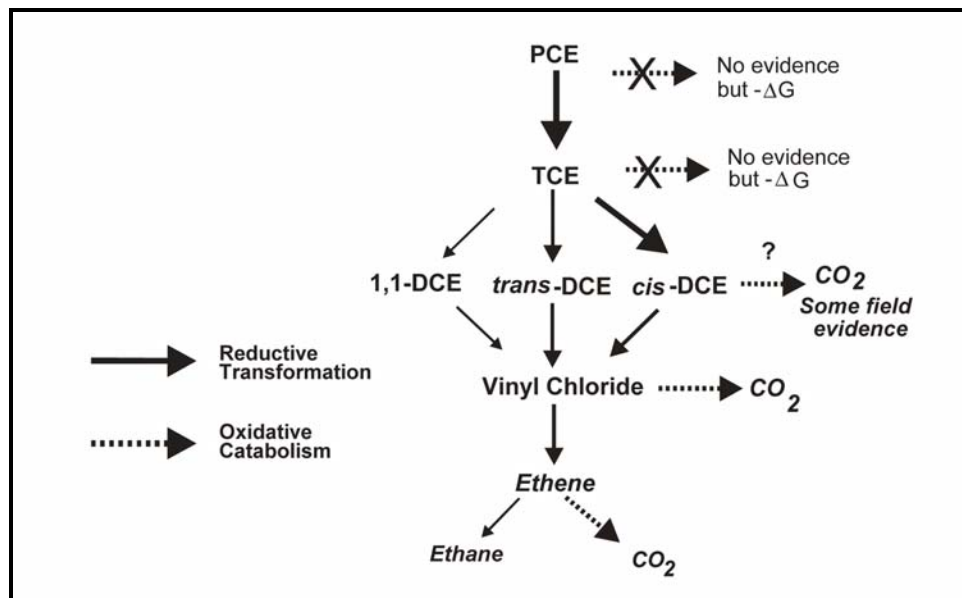 PCE
No evidence
but -ΔG
X
TCE
No evidence
but -ΔG
X
?
1,1-DCE
trans-DCE
cis-DCE
CO2
Some field
evidence
Reductive
Transformation
Vinyl Chloride
CO2
Oxidative
Catabolism
Ethene
Ethane
CO2